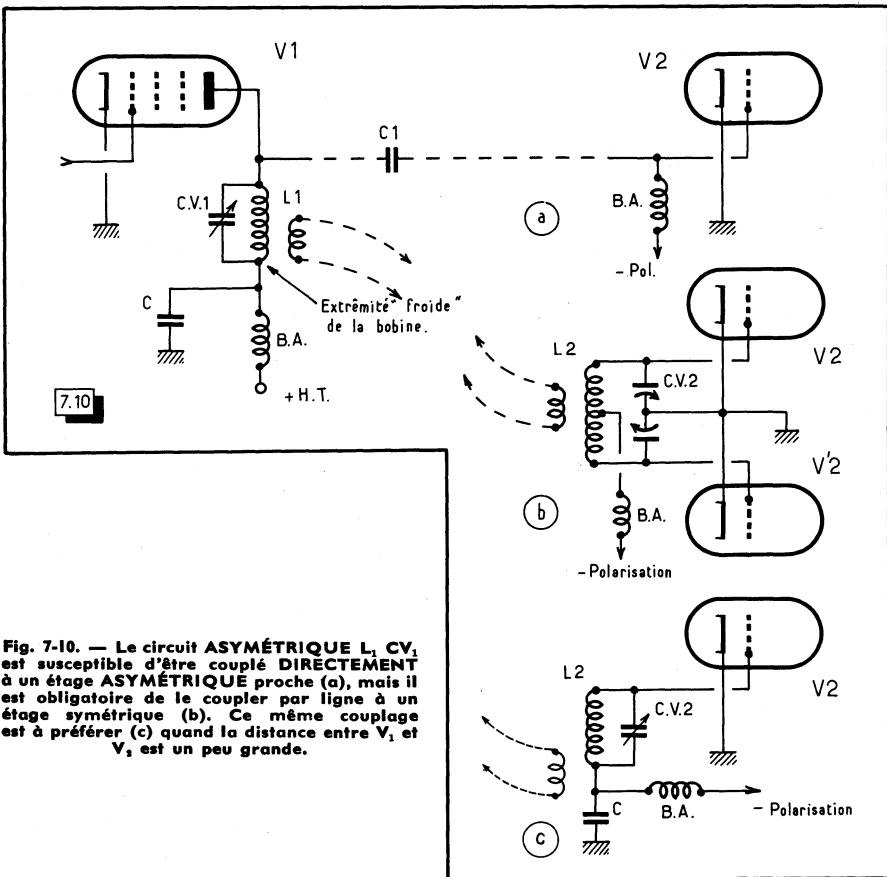 V1
V2
C1
C.V.1
L1
B.A.
a
- Pol.
C
Extrêmité "froide"
de la bobine.
B.A.
+ H.T.
7.10
L2
C.V.2
V2
V'2
b
B.A.
- Polarisation
Fig. 7-10. — Le circuit ASYMÉTRIQUE L₁ CV₁
est susceptible d'être couplé DIRECTEMENT
à un étage ASYMÉTRIQUE proche (a), mais il
est obligatoire de le coupler par ligne à un
étage symétrique (b). Ce même couplage
est à préférer (c) quand la distance entre V₁ et
V₂ est un peu grande.
L2
C.V.2
V2
C
B.A.
- Polarisation
c